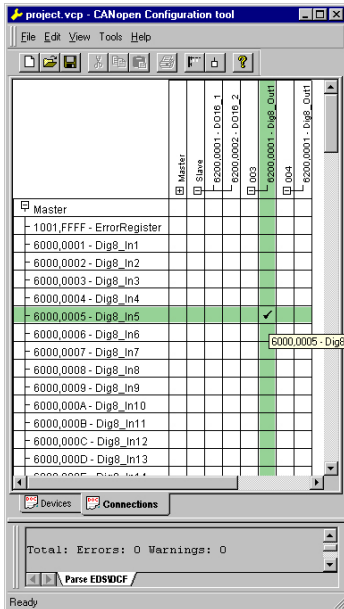 project.vcp - CANopen Configuration tool
File Edit View Tools Help
Master
Slave
6200,0001 - DO16_1
6200,0002 - DO16_2
003
6200,0001 - Dig8_Out1
004
6200,0001 - Dig8_Out1
Master
1001,FFFF - ErrorRegister
6000,0001 - Dig8_In1
6000,0002 - Dig8_In2
6000,0003 - Dig8_In3
6000,0004 - Dig8_In4
6000,0005 - Dig8_In5
6000,0006 - Dig8_In6
6000,0005 - Dig8
6000,0007 - Dig8_In7
6000,0008 - Dig8_In8
6000,0009 - Dig8_In9
6000,000A - Dig8_In10
6000,000B - Dig8_In11
6000,000C - Dig8_In12
6000,000D - Dig8_In13
6000,000E - Dig8_In14
Devices Connections
Total: Errors: 0 Warnings: 0
Parse EDS\DCF
Ready